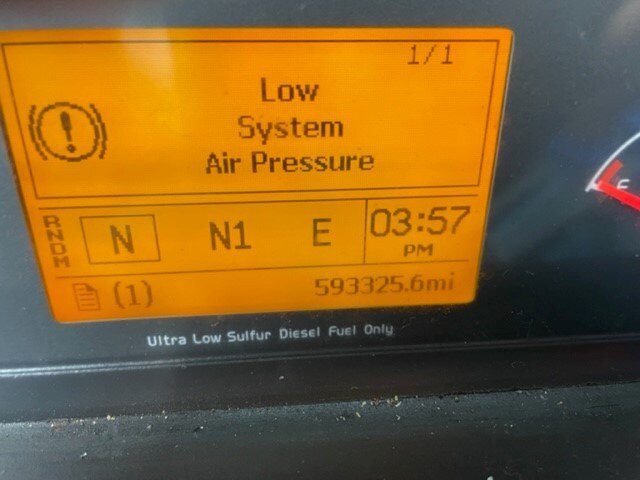 1/1
Low
System
Air Pressure
RNDM
N N1 E 03:57
PM
(1) 593325.6mi
Ultra Low Sulfur Diesel Fuel Only